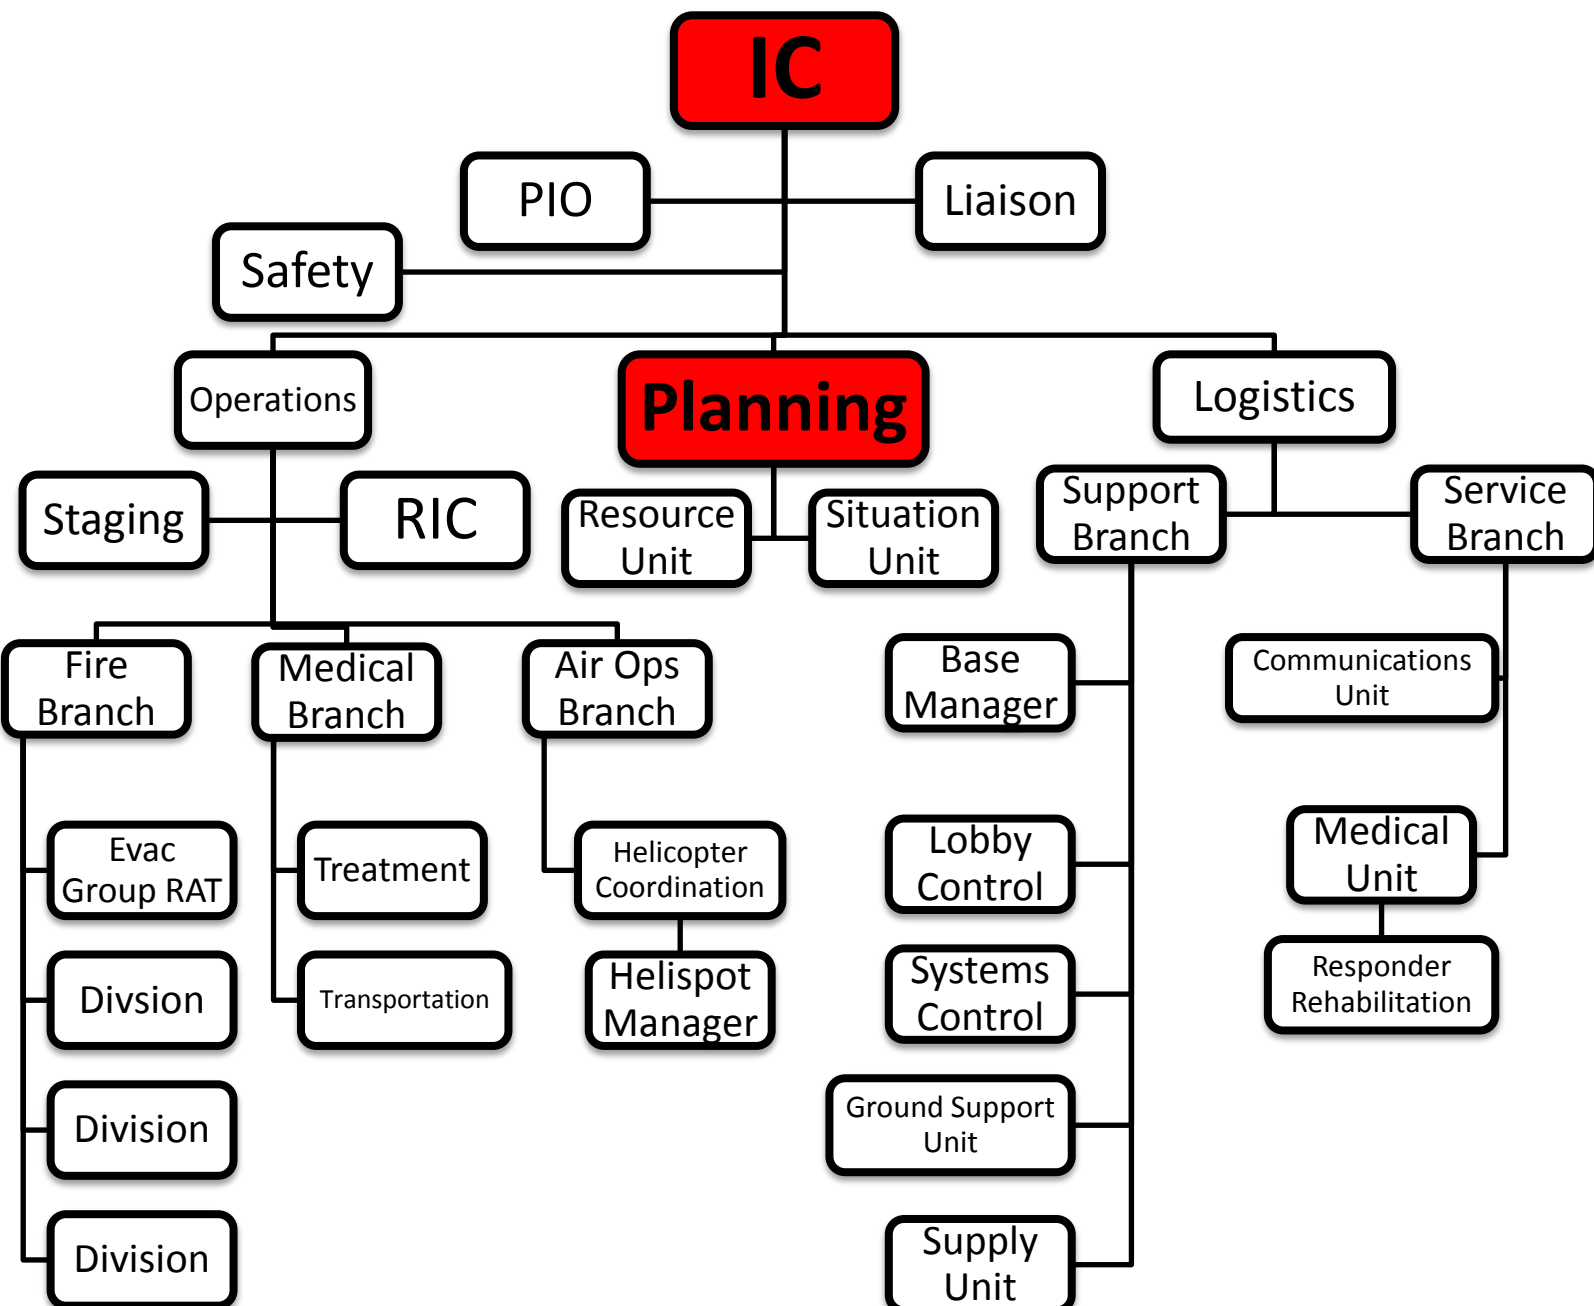 IC
PIO
Liaison
Safety
Operations
Planning
Logistics
Staging
RIC
Resource
Unit
Situation
Unit
Support
Branch
Service
Branch
Fire
Branch
Medical
Branch
Air Ops
Branch
Base
Manager
Communications
Unit
Evac
Group RAT
Treatment
Helicopter
Coordination
Lobby
Control
Medical
Unit
Divsion
Transportation
Helispot
Manager
Systems
Control
Responder
Rehabilitation
Division
Ground Support
Unit
Division
Supply
Unit